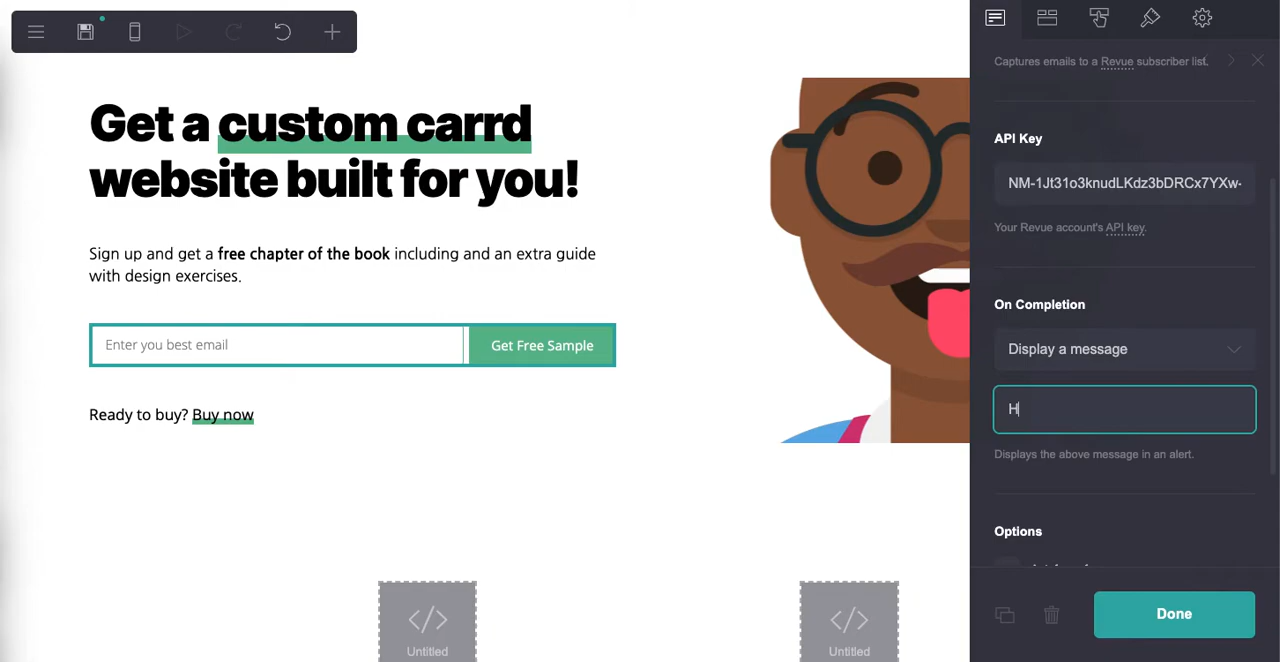 Get a custom carrd
website built for you!
Sign up and get a free chapter of the book including and an extra guide
with design exercises.
Enter you best email
Get Free Sample
Ready to buy? Buy now
Untitled
Untitled
Captures emails to a Revue subscriber list.
API Key
NM-1Jt31o3knudLKdz3bDRCx7YXw-
Your Revue account's API key.
On Completion
Display a message
H
Displays the above message in an alert.
Options
Done